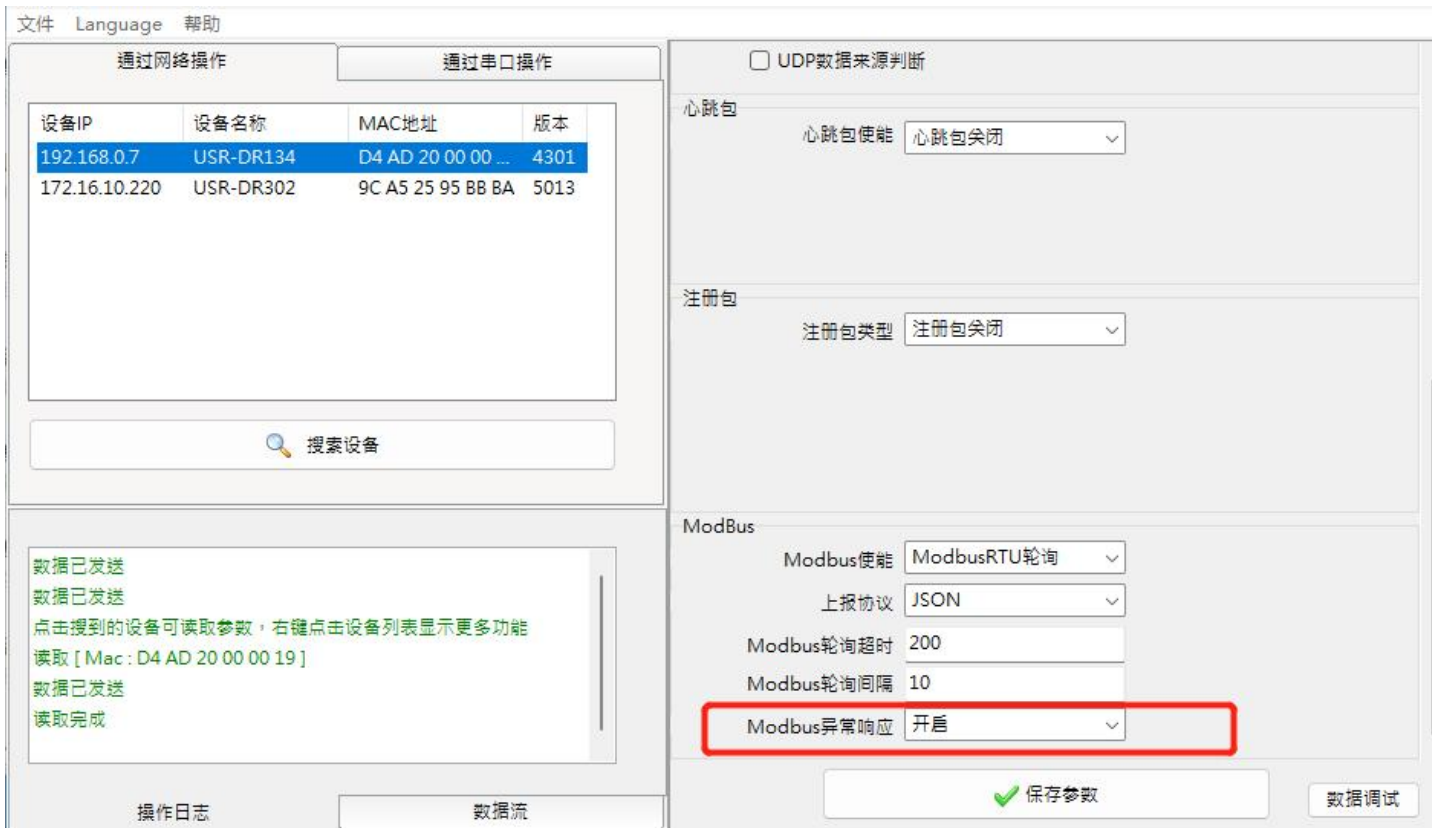 文件 Language 帮助
通过网络操作 通过串口操作
设备IP 设备名称 MAC地址 版本
192.168.0.7 USR-DR134 D4 AD 20 00 00 ... 4301
172.16.10.220 USR-DR302 9C A5 25 95 BB BA 5013
搜索设备
数据已发送
数据已发送
点击搜到的设备可读取参数，右键点击设备列表显示更多功能
读取 [ Mac : D4 AD 20 00 00 19 ]
数据已发送
读取完成
操作日志 数据流
UDP数据来源判断
心跳包
心跳包使能 心跳包关闭
注册包
注册包类型 注册包关闭
ModBus
Modbus使能 ModbusRTU轮询
上报协议 JSON
Modbus轮询超时 200
Modbus轮询间隔 10
Modbus异常响应 开启
保存参数 数据调试